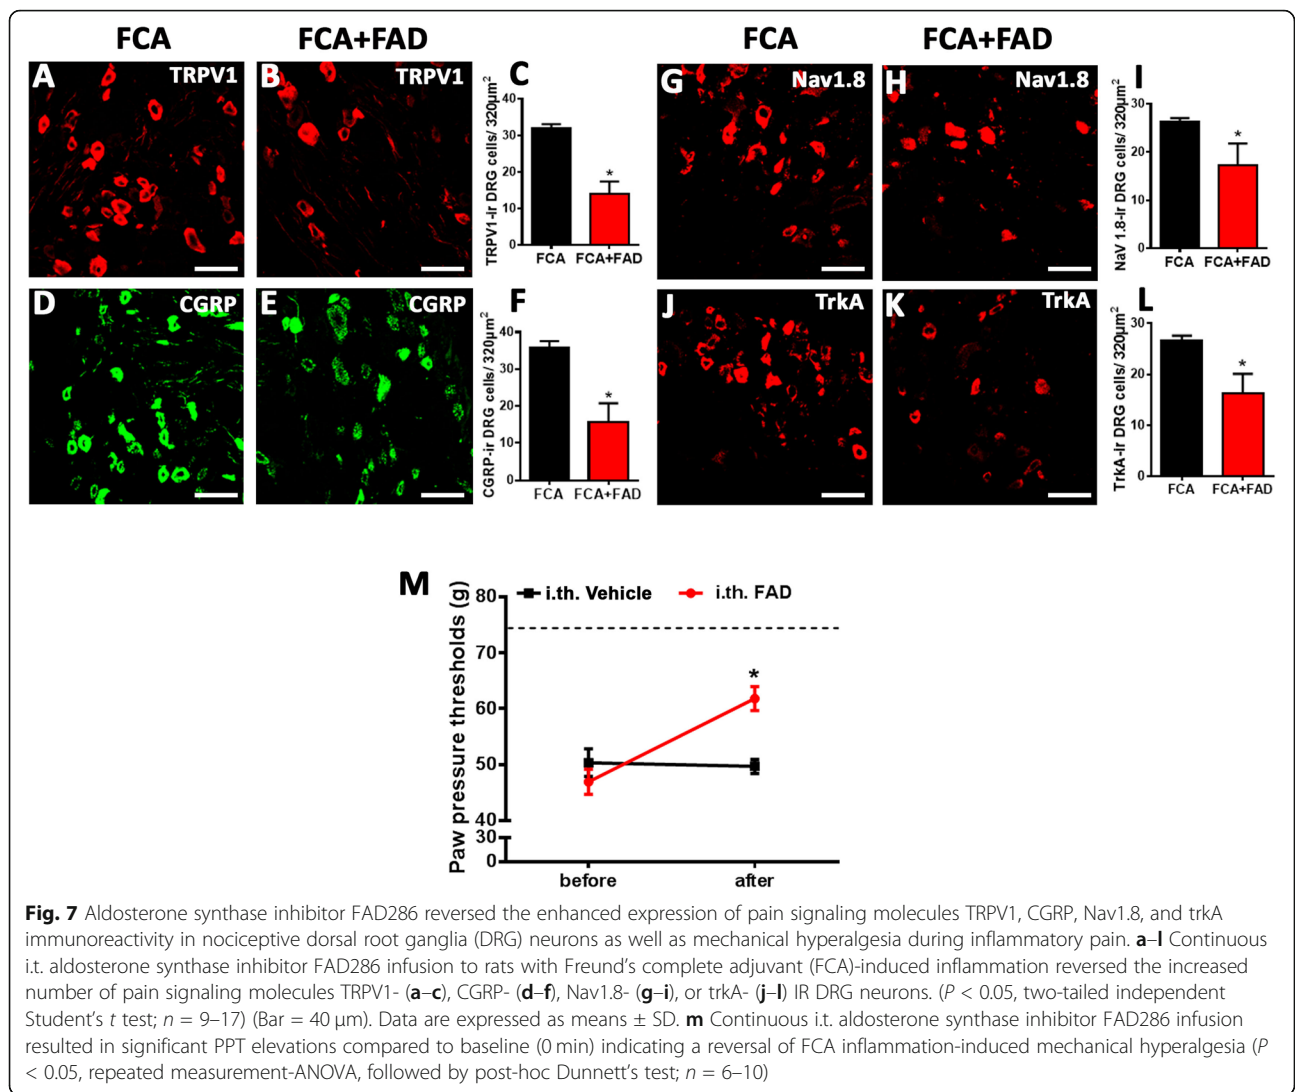 FCA
FCA+FAD
FCA
FCA+FAD
A
TRPV1
B
TRPV1
C
TRPV1-ir DRG cells/ 320µm²
40
30
20
10
0
*
FCA
FCA+FAD
G
Nav1.8
H
Nav1.8
I
NaV 1.8-ir DRG cells/ 320µm²
30
20
10
0
*
FCA
FCA+FAD
D
CGRP
E
CGRP
F
CGRP-ir DRG cells/ 320µm²
40
30
20
10
0
*
FCA
FCA+FAD
J
TrkA
K
TrkA
L
TrkA-ir DRG cells/ 320µm²
30
20
10
0
*
FCA
FCA+FAD
M
i.th. Vehicle
i.th. FAD
Paw pressure thresholds (g)
80
70
60
50
40
30
0
*
before
after
Fig. 7 Aldosterone synthase inhibitor FAD286 reversed the enhanced expression of pain signaling molecules TRPV1, CGRP, Nav1.8, and trkA
immunoreactivity in nociceptive dorsal root ganglia (DRG) neurons as well as mechanical hyperalgesia during inflammatory pain. a–l Continuous
i.t. aldosterone synthase inhibitor FAD286 infusion to rats with Freund's complete adjuvant (FCA)-induced inflammation reversed the increased
number of pain signaling molecules TRPV1- (a–c), CGRP- (d–f), Nav1.8- (g–i), or trkA- (j–l) IR DRG neurons. (P < 0.05, two-tailed independent
Student's t test; n = 9–17) (Bar = 40 µm). Data are expressed as means ± SD. m Continuous i.t. aldosterone synthase inhibitor FAD286 infusion
resulted in significant PPT elevations compared to baseline (0 min) indicating a reversal of FCA inflammation-induced mechanical hyperalgesia (P
< 0.05, repeated measurement-ANOVA, followed by post-hoc Dunnett's test; n = 6–10)